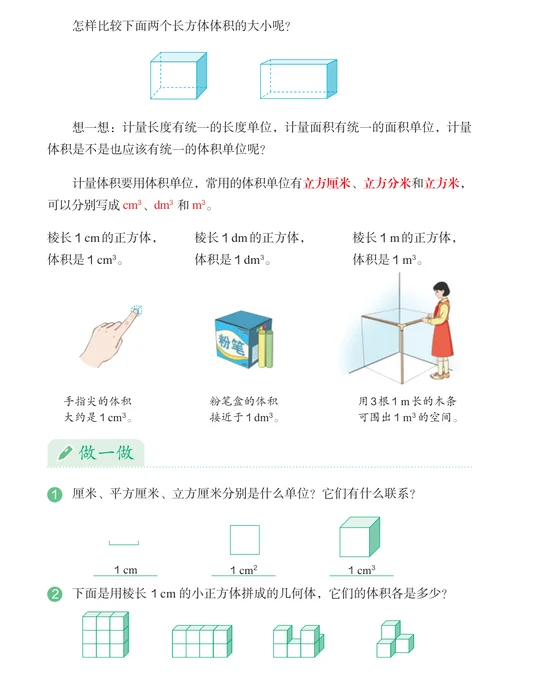 怎样比较下面两个长方体体积的大小呢？
想一想：计量长度有统一的长度单位，计量面积有统一的面积单位，计量
体积是不是也应该有统一的体积单位呢？
计量体积要用体积单位，常用的体积单位有立方厘米、立方分米和立方米，
可以分别写成 cm³、dm³ 和 m³。
棱长 1 cm 的正方体，
体积是 1 cm³。
棱长 1 dm 的正方体，
体积是 1 dm³。
棱长 1 m 的正方体，
体积是 1 m³。
粉笔
手指尖的体积
大约是 1 cm³。
粉笔盒的体积
接近于 1 dm³。
用 3 根 1 m 长的木条
可围出 1 m³ 的空间。
做一做
1 厘米、平方厘米、立方厘米分别是什么单位？它们有什么联系？
1 cm
1 cm²
1 cm³
2 下面是用棱长 1 cm 的小正方体拼成的几何体，它们的体积各是多少？